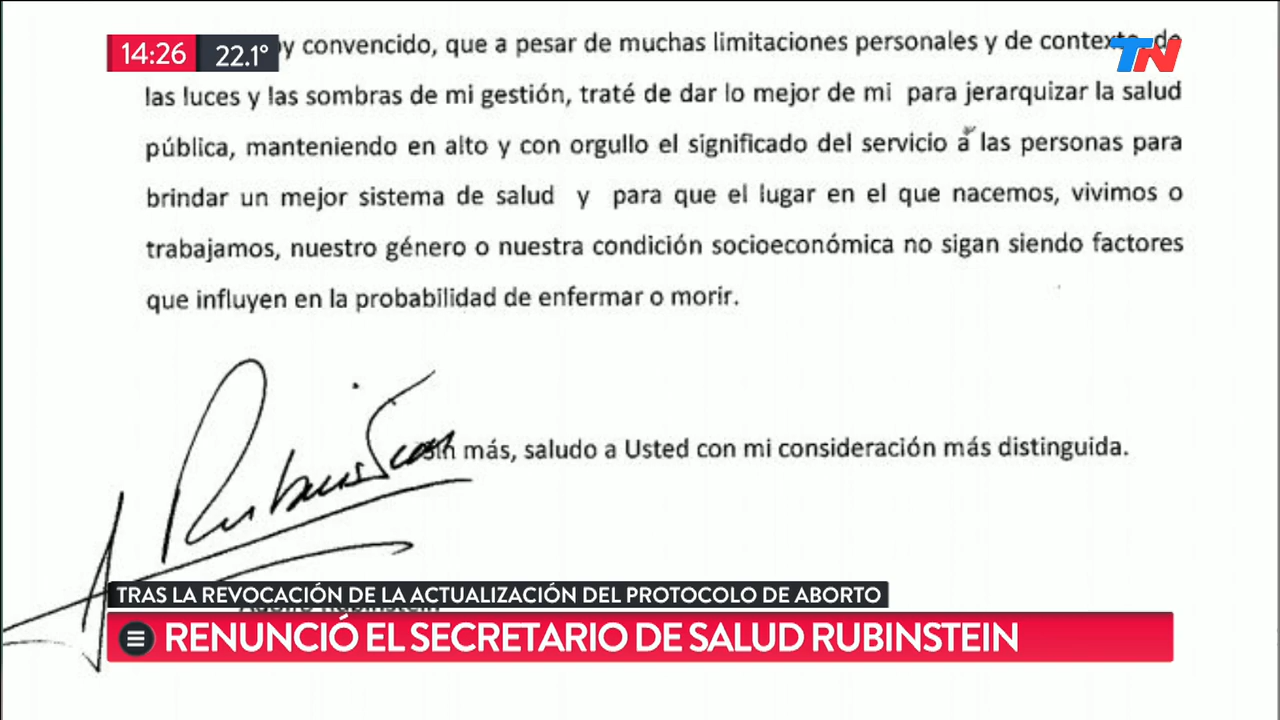 14:26 22.1°
TN
y convencido, que a pesar de muchas limitaciones personales y de contexto, de
las luces y las sombras de mi gestión, traté de dar lo mejor de mi para jerarquizar la salud
pública, manteniendo en alto y con orgullo el significado del servicio a las personas para
brindar un mejor sistema de salud y para que el lugar en el que nacemos, vivimos o
trabajamos, nuestro género o nuestra condición socioeconómica no sigan siendo factores
que influyen en la probabilidad de enfermar o morir.
Sin más, saludo a Usted con mi consideración más distinguida.
A Rubinstein
Adolfo Rubinstein
TRAS LA REVOCACIÓN DE LA ACTUALIZACIÓN DEL PROTOCOLO DE ABORTO
RENUNCIÓ EL SECRETARIO DE SALUD RUBINSTEIN